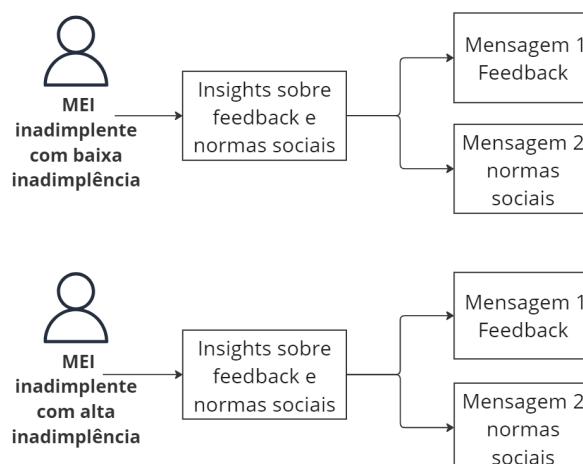 MEI
inadimplente
com baixa
inadimplência
Insights sobre
feedback e
normas sociais
Mensagem 1
Feedback
Mensagem 2
normas
sociais
MEI
inadimplente
com alta
inadimplência
Insights sobre
feedback e
normas sociais
Mensagem 1
Feedback
Mensagem 2
normas
sociais